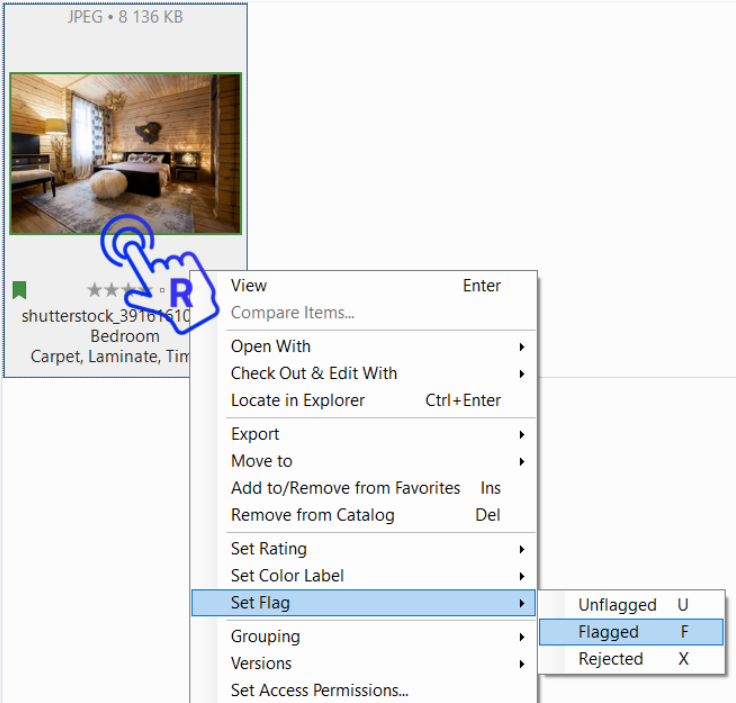 JPEG • 8 136 KB
shutterstock_39161610
Bedroom
Carpet, Laminate, Tim
R
View Enter
Compare Items...
Open With
Check Out & Edit With
Locate in Explorer Ctrl+Enter
Export
Move to
Add to/Remove from Favorites Ins
Remove from Catalog Del
Set Rating
Set Color Label
Set Flag
Unflagged U
Flagged F
Rejected X
Grouping
Versions
Set Access Permissions...